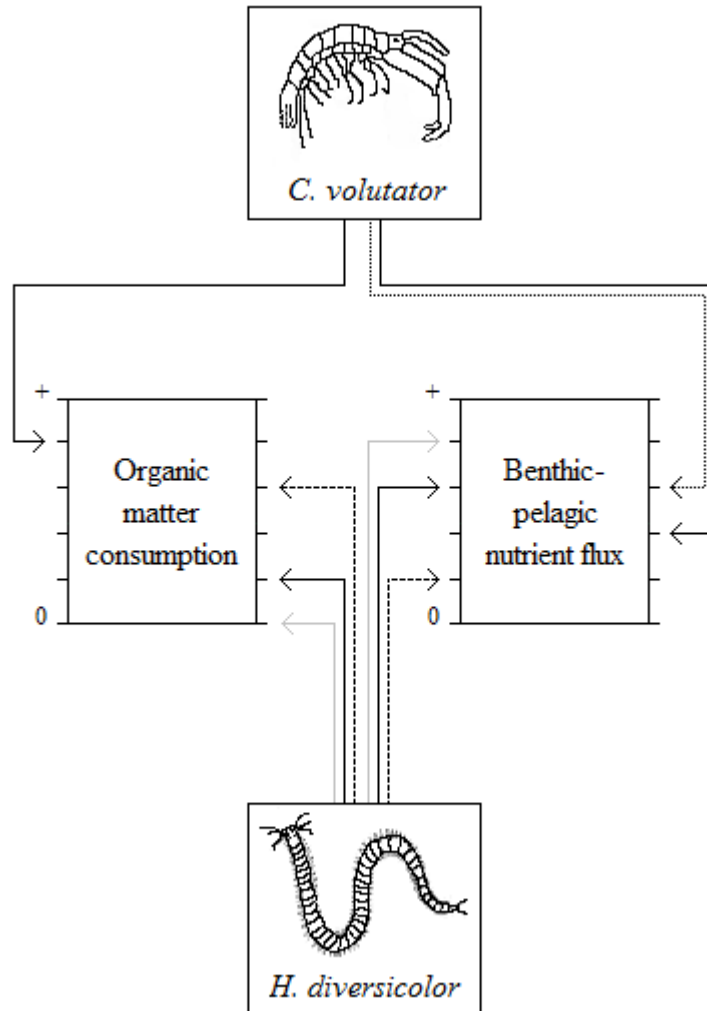 C. volutator
+
+
Organic
matter
consumption
Benthic-
pelagic
nutrient flux
0
0
H. diversicolor